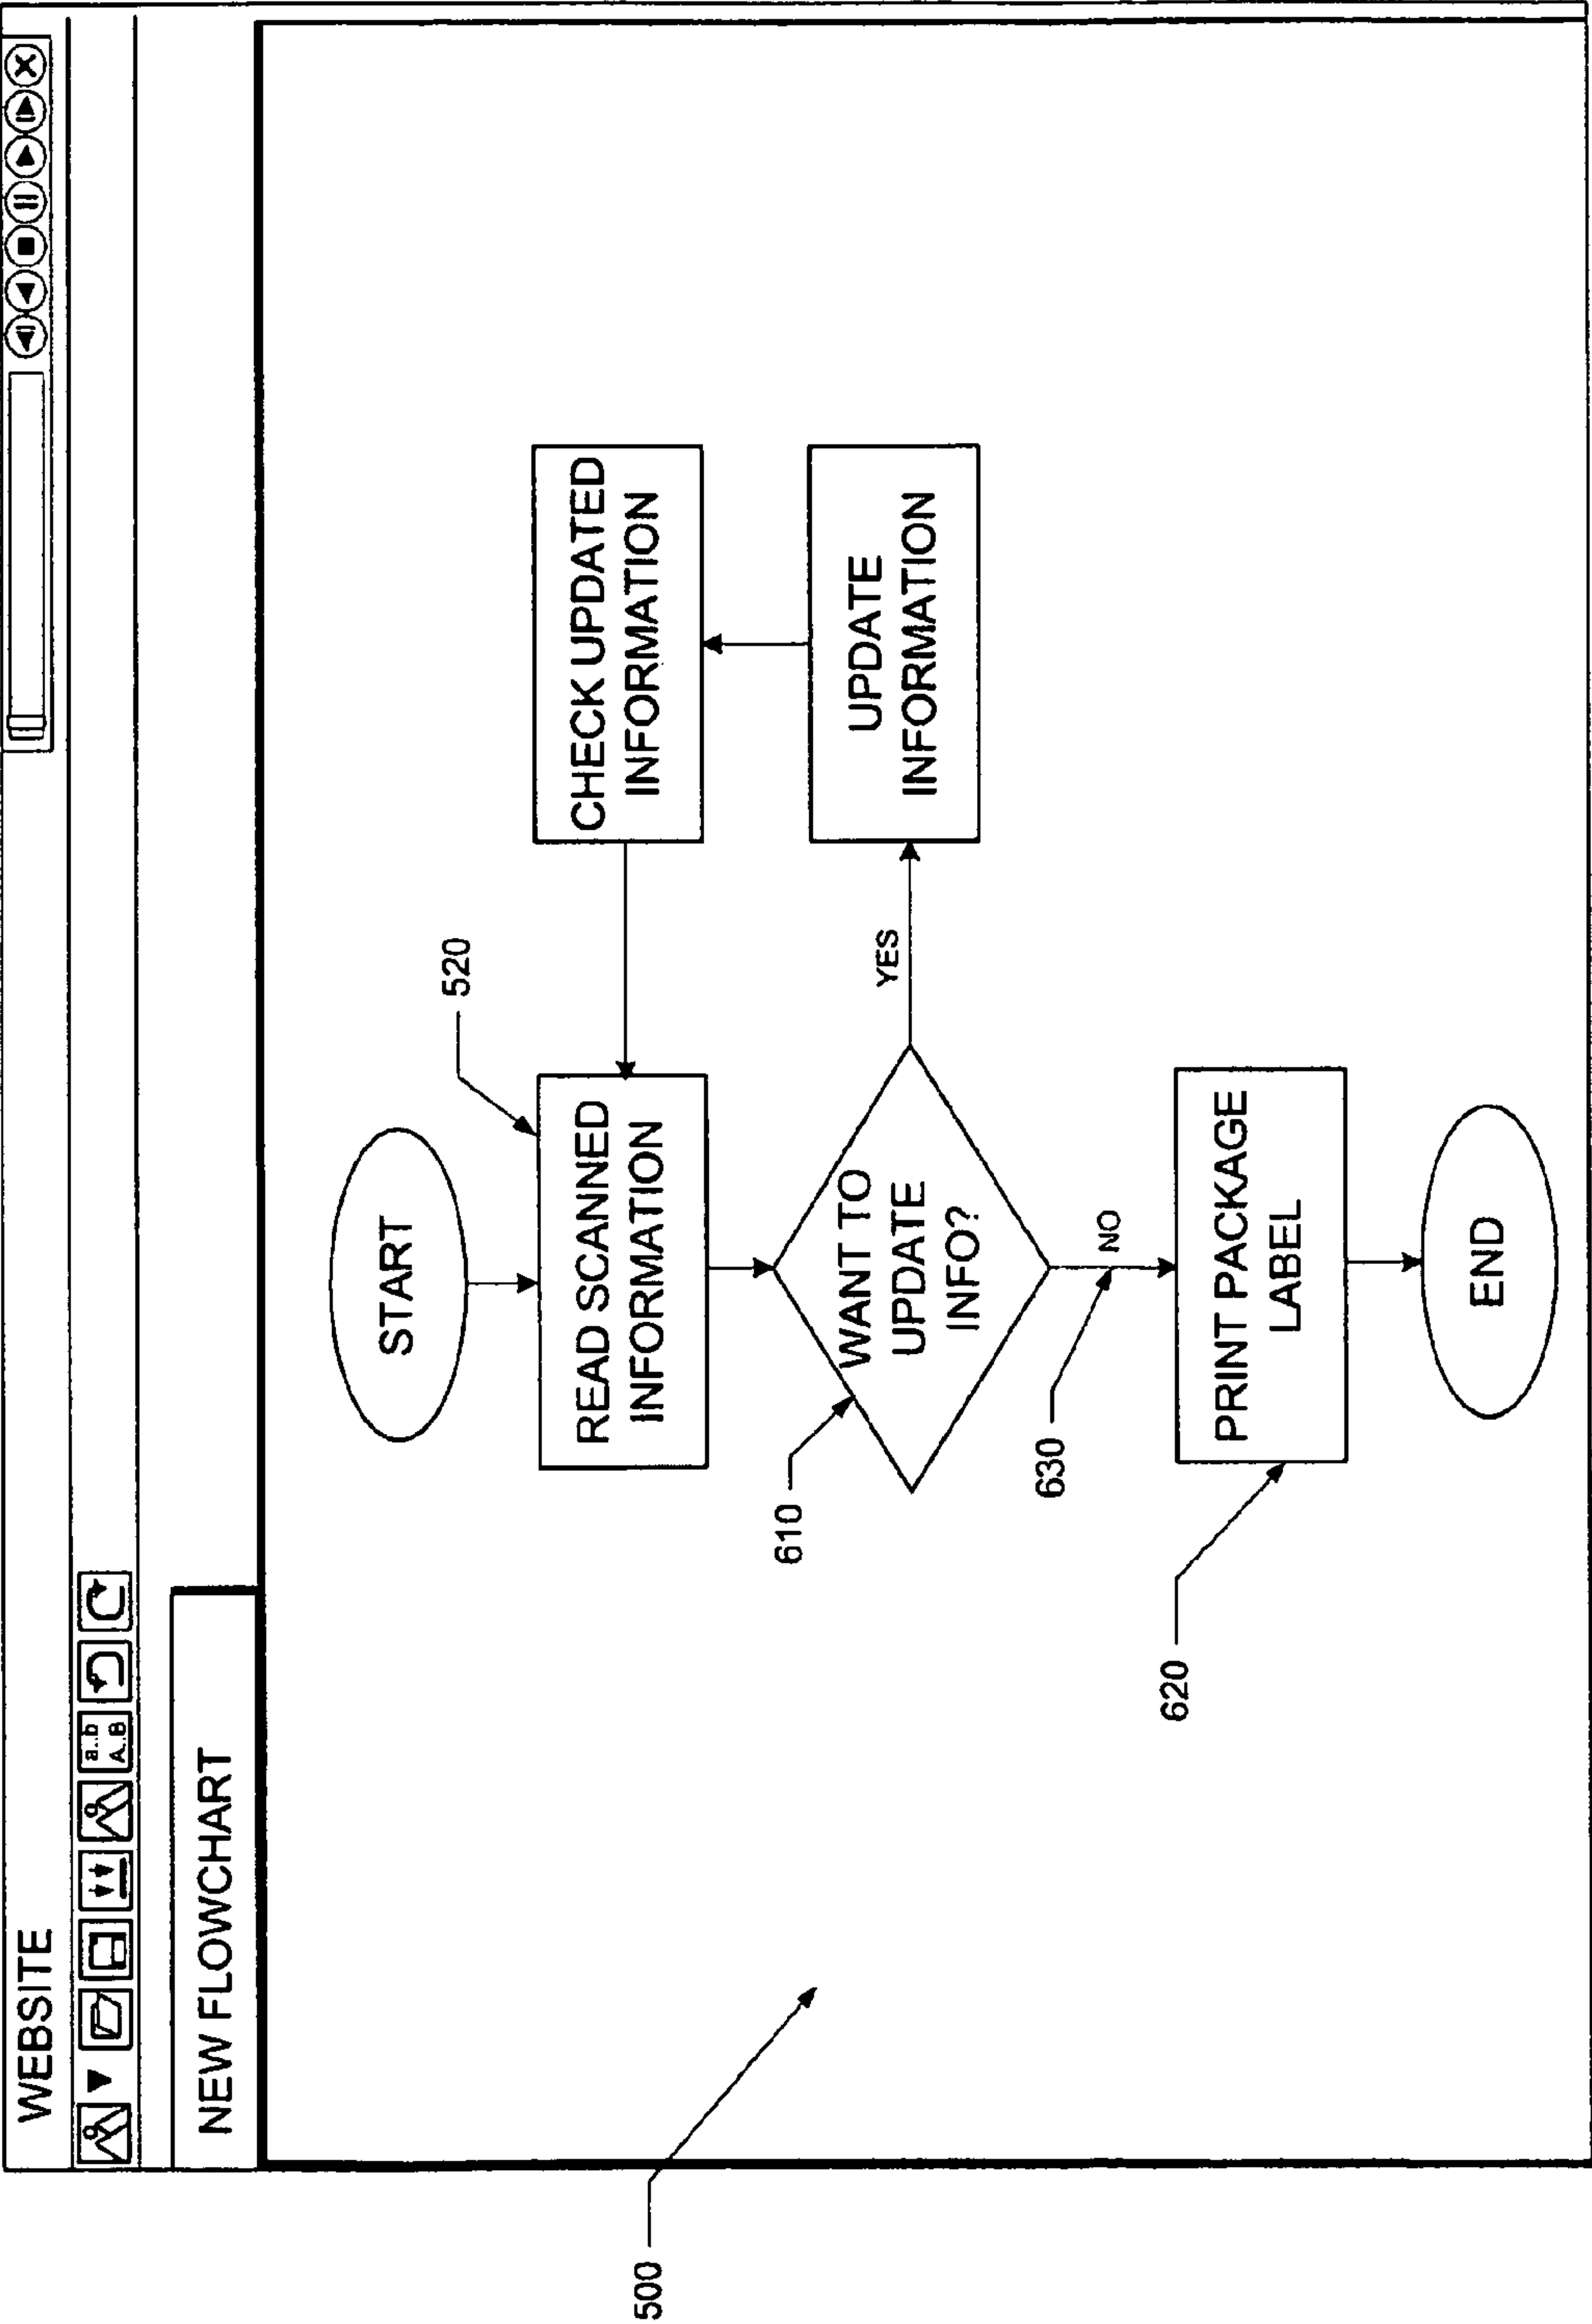 WEBSITE
a..b
A..B
NEW FLOWCHART
500
START
520
READ SCANNED
INFORMATION
CHECK UPDATED
INFORMATION
610
WANT TO
UPDATE
INFO?
YES
UPDATE
INFORMATION
630
NO
620
PRINT PACKAGE
LABEL
END